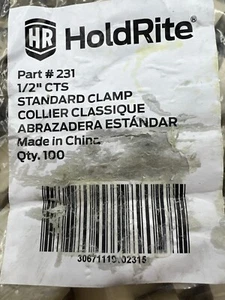 HR HoldRite®
Part # 231
1/2" CTS
STANDARD CLAMP
COLLIER CLASSIQUE
ABRAZADERA ESTÁNDAR
Made in China
Qty. 100